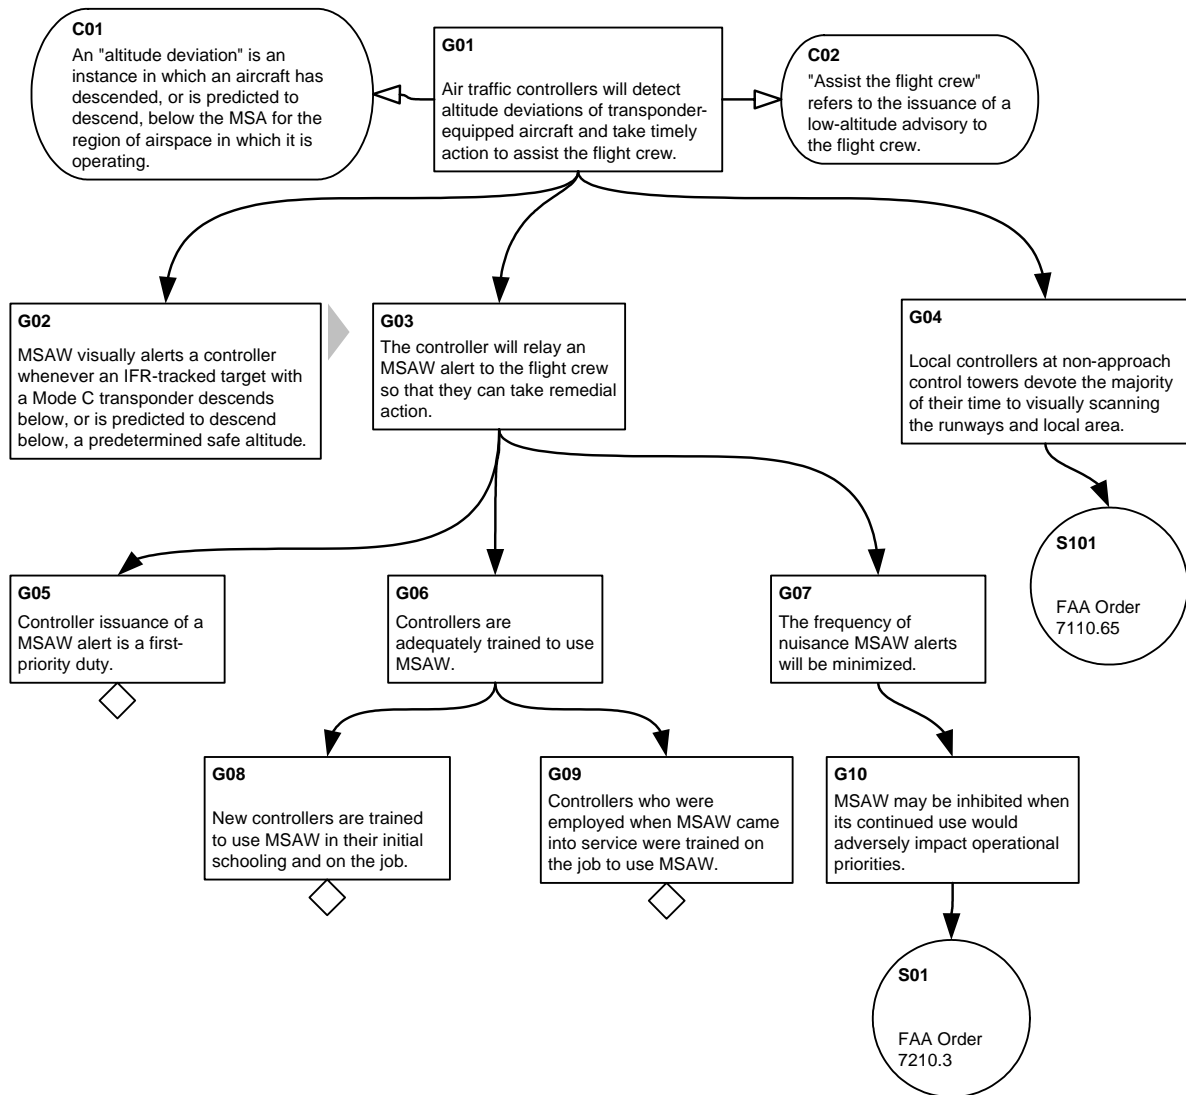 C01
An "altitude deviation" is an
instance in which an aircraft has
descended, or is predicted to
descend, below the MSA for the
region of airspace in which it is
operating.
G01
Air traffic controllers will detect
altitude deviations of transponder-
equipped aircraft and take timely
action to assist the flight crew.
C02
"Assist the flight crew"
refers to the issuance of a
low-altitude advisory to
the flight crew.
G02
MSAW visually alerts a controller
whenever an IFR-tracked target with
a Mode C transponder descends
below, or is predicted to descend
below, a predetermined safe altitude.
G03
The controller will relay an
MSAW alert to the flight crew
so that they can take remedial
action.
G04
Local controllers at non-approach
control towers devote the majority
of their time to visually scanning
the runways and local area.
S101
FAA Order
7110.65
G05
Controller issuance of a
MSAW alert is a first-
priority duty.
G06
Controllers are
adequately trained to use
MSAW.
G07
The frequency of
nuisance MSAW alerts
will be minimized.
G08
New controllers are trained
to use MSAW in their initial
schooling and on the job.
G09
Controllers who were
employed when MSAW came
into service were trained on
the job to use MSAW.
G10
MSAW may be inhibited when
its continued use would
adversely impact operational
priorities.
S01
FAA Order
7210.3